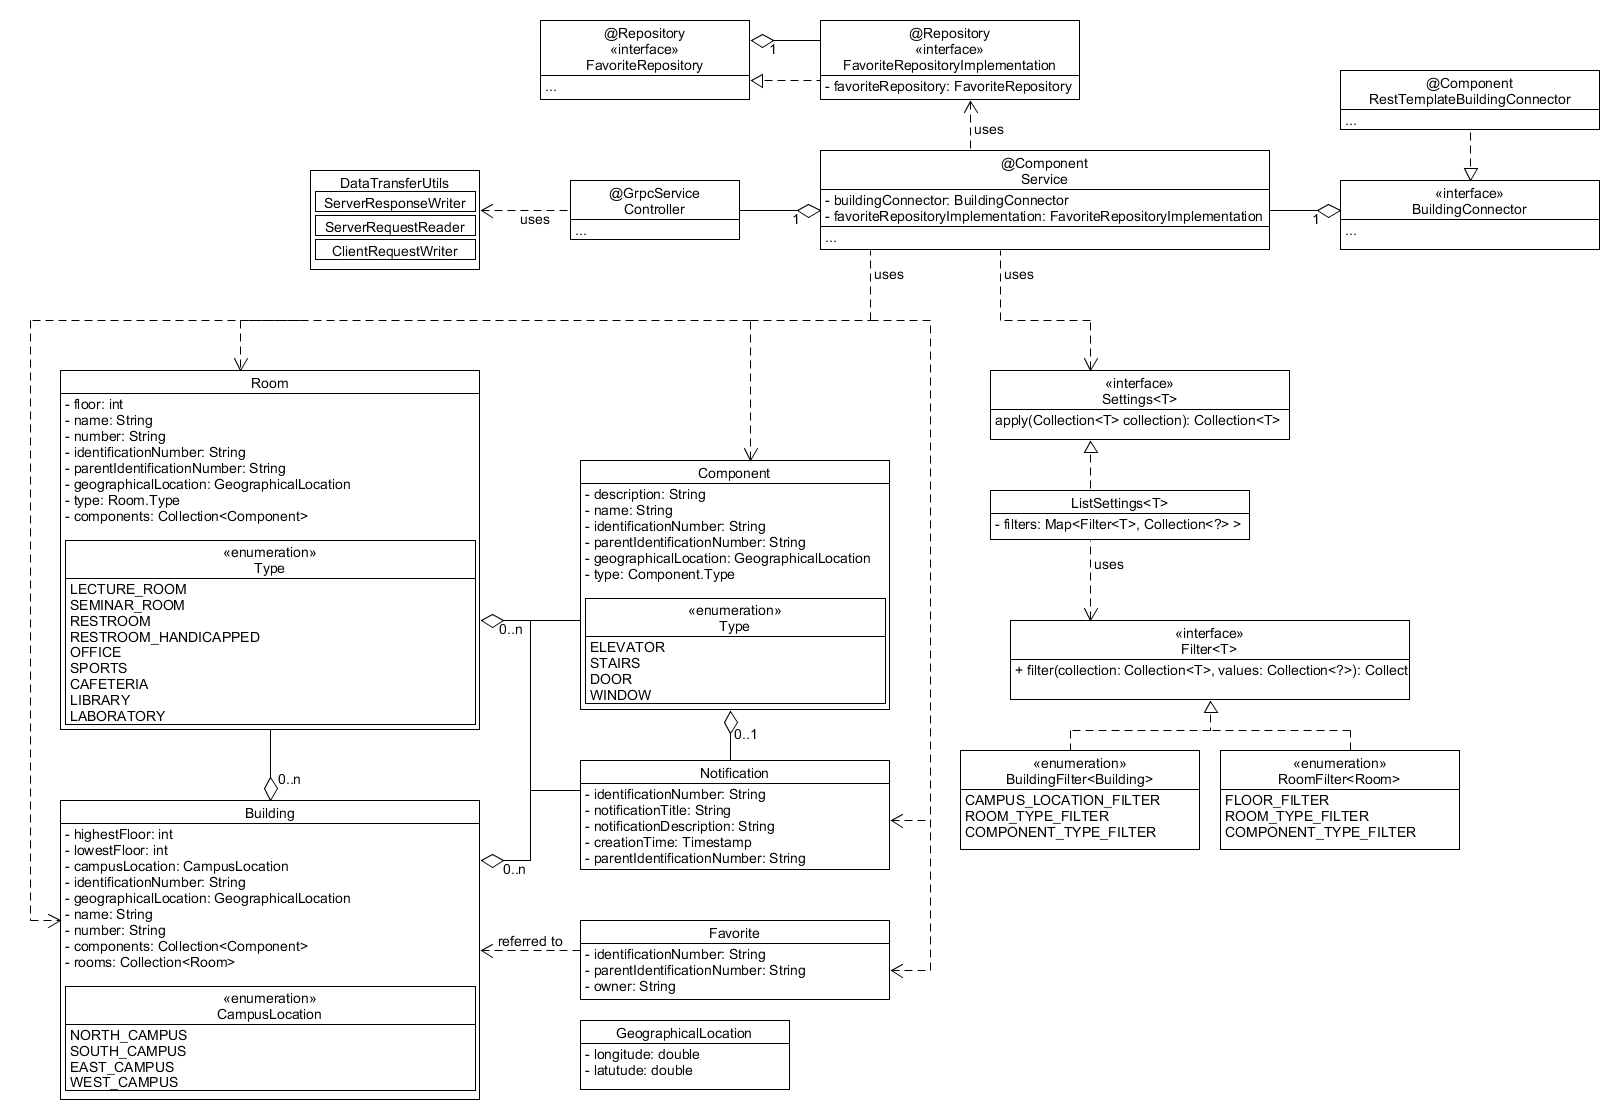 @Repository
«interface»
FavoriteRepository
...
1
@Repository
«interface»
FavoriteRepositoryImplementation
- favoriteRepository: FavoriteRepository
uses
@Component
RestTemplateBuildingConnector
...
DataTransferUtils
ServerResponseWriter
ServerRequestReader
ClientRequestWriter
uses
@GrpcService
Controller
...
1
@Component
Service
- buildingConnector: BuildingConnector
- favoriteRepositoryImplementation: FavoriteRepositoryImplementation
...
1
«interface»
BuildingConnector
...
uses
uses
Room
- floor: int
- name: String
- number: String
- identificationNumber: String
- parentIdentificationNumber: String
- geographicalLocation: GeographicalLocation
- type: Room.Type
- components: Collection<Component>
«enumeration»
Type
LECTURE_ROOM
SEMINAR_ROOM
RESTROOM
RESTROOM_HANDICAPPED
OFFICE
SPORTS
CAFETERIA
LIBRARY
LABORATORY
0..n
0..n
Component
- description: String
- name: String
- identificationNumber: String
- parentIdentificationNumber: String
- geographicalLocation: GeographicalLocation
- type: Component.Type
«enumeration»
Type
ELEVATOR
STAIRS
DOOR
WINDOW
0..1
«interface»
Settings<T>
apply(Collection<T> collection): Collection<T>
ListSettings<T>
- filters: Map<Filter<T>, Collection<?> >
uses
«interface»
Filter<T>
+ filter(collection: Collection<T>, values: Collection<?>): Collect
«enumeration»
BuildingFilter<Building>
CAMPUS_LOCATION_FILTER
ROOM_TYPE_FILTER
COMPONENT_TYPE_FILTER
«enumeration»
RoomFilter<Room>
FLOOR_FILTER
ROOM_TYPE_FILTER
COMPONENT_TYPE_FILTER
Building
- highestFloor: int
- lowestFloor: int
- campusLocation: CampusLocation
- identificationNumber: String
- geographicalLocation: GeographicalLocation
- name: String
- number: String
- components: Collection<Component>
- rooms: Collection<Room>
«enumeration»
CampusLocation
NORTH_CAMPUS
SOUTH_CAMPUS
EAST_CAMPUS
WEST_CAMPUS
0..n
Notification
- identificationNumber: String
- notificationTitle: String
- notificationDescription: String
- creationTime: Timestamp
- parentIdentificationNumber: String
referred to
Favorite
- identificationNumber: String
- parentIdentificationNumber: String
- owner: String
GeographicalLocation
- longitude: double
- latutude: double